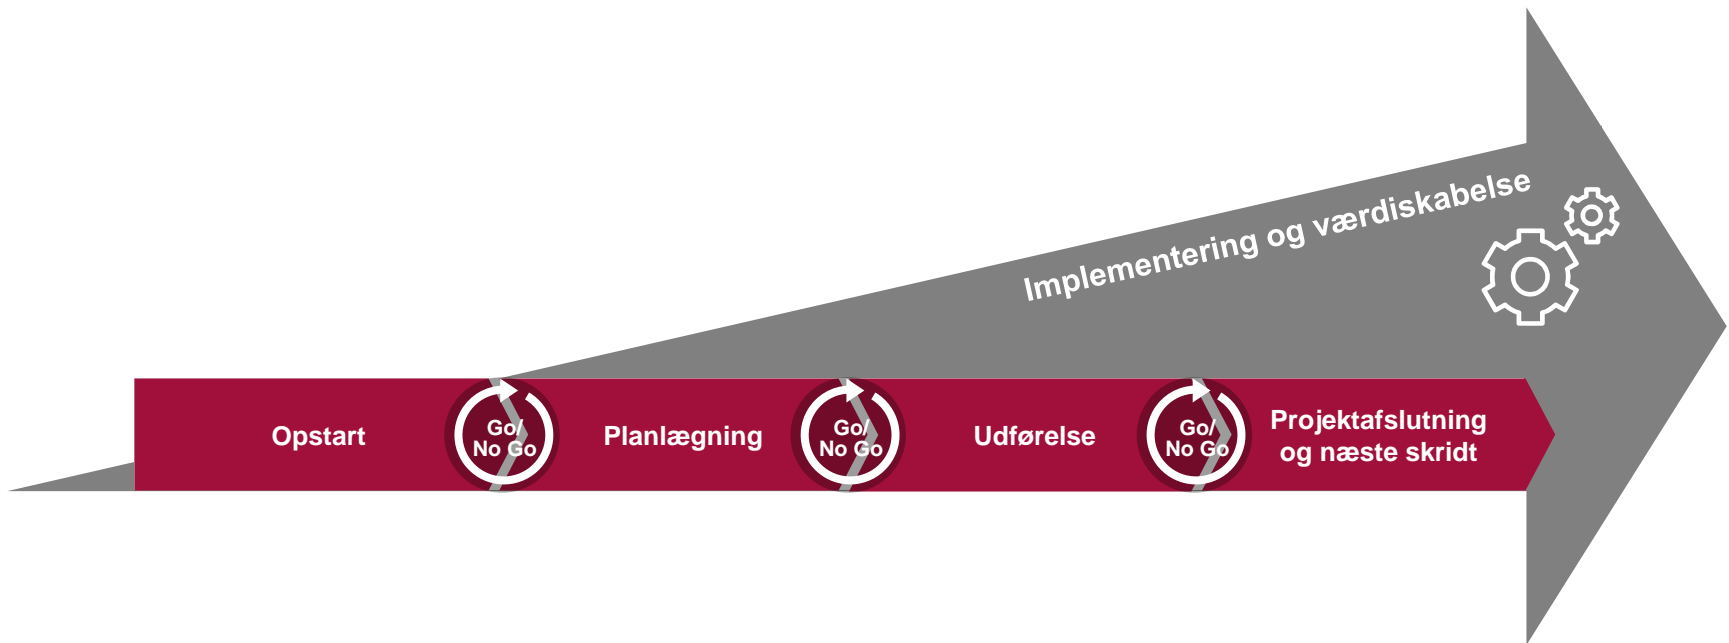 Implementering og værdiskabelse
Opstart
Go/
No Go
Planlægning
Go/
No Go
Udførelse
Go/
No Go
Projektafslutning
og næste skridt